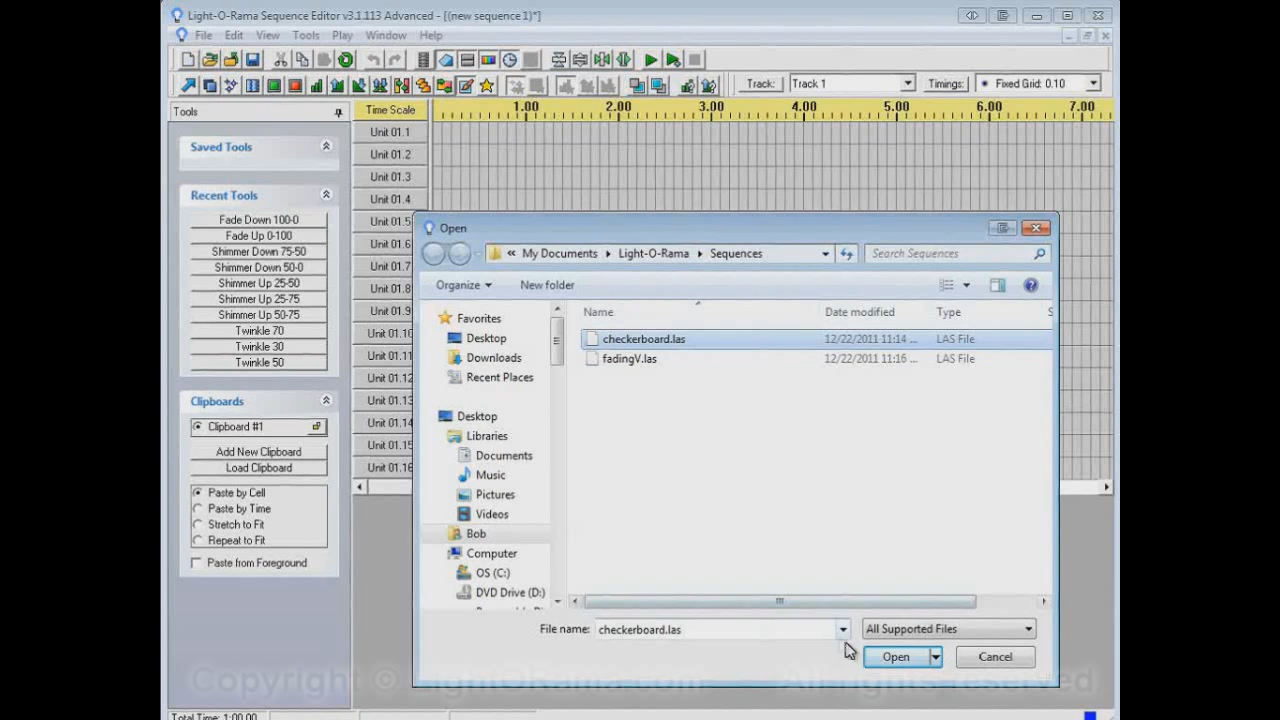 Light-O-Rama Sequence Editor v3.1.113 Advanced - [(new sequence 1)*]
File Edit View Tools Play Window Help
Track: Track 1 Timings: Fixed Grid: 0.10
Tools
Time Scale 1.00 2.00 3.00 4.00 5.00 6.00 7.00
Unit 01.1
Unit 01.2
Unit 01.3
Unit 01.4
Unit 01.5
Unit 01.6
Unit 01.7
Unit 01.8
Unit 01.9
Unit 01.10
Unit 01.11
Unit 01.12
Unit 01.13
Unit 01.14
Unit 01.15
Unit 01.16
Saved Tools
Recent Tools
Fade Down 100-0
Fade Up 0-100
Shimmer Down 75-50
Shimmer Down 50-0
Shimmer Up 25-50
Shimmer Up 25-75
Shimmer Up 50-75
Twinkle 70
Twinkle 30
Twinkle 50
Clipboards
Clipboard #1
Add New Clipboard
Load Clipboard
Paste by Cell
Paste by Time
Stretch to Fit
Repeat to Fit
Paste from Foreground
Open
« My Documents Light-O-Rama Sequences Search Sequences
Organize New folder
Name Date modified Type S
checkerboard.las 12/22/2011 11:14 ... LAS File
fadingV.las 12/22/2011 11:16 ... LAS File
Favorites
Desktop
Downloads
Recent Places
Desktop
Libraries
Documents
Music
Pictures
Videos
Bob
Computer
OS (C:)
DVD Drive (D:)
File name: checkerboard.las All Supported Files
Open Cancel
Copyright © LightORama.com All rights reserved
Total Time: 1:00.00